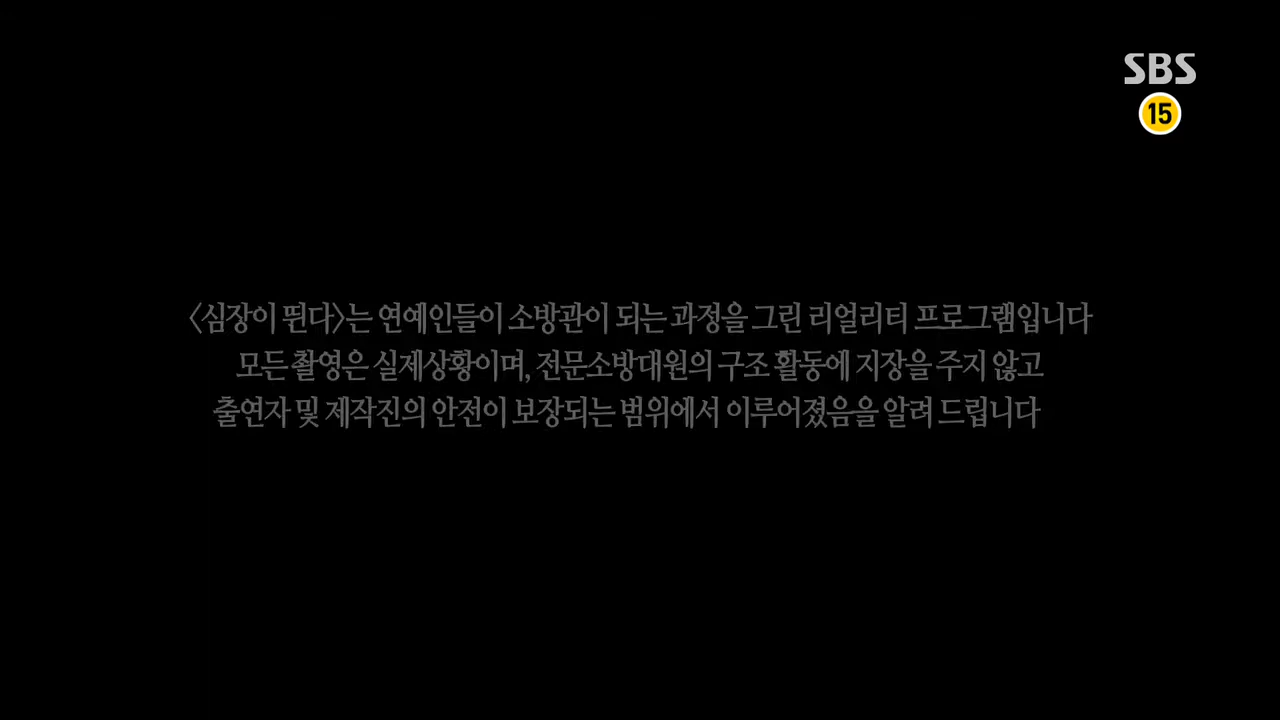 SBS
15
<심장이 뛴다>는 연예인들이 소방관이 되는 과정을 그린 리얼리티 프로그램입니다
모든 촬영은 실제상황이며, 전문소방대원의 구조 활동에 지장을 주지 않고
출연자 및 제작진의 안전이 보장되는 범위에서 이루어졌음을 알려 드립니다